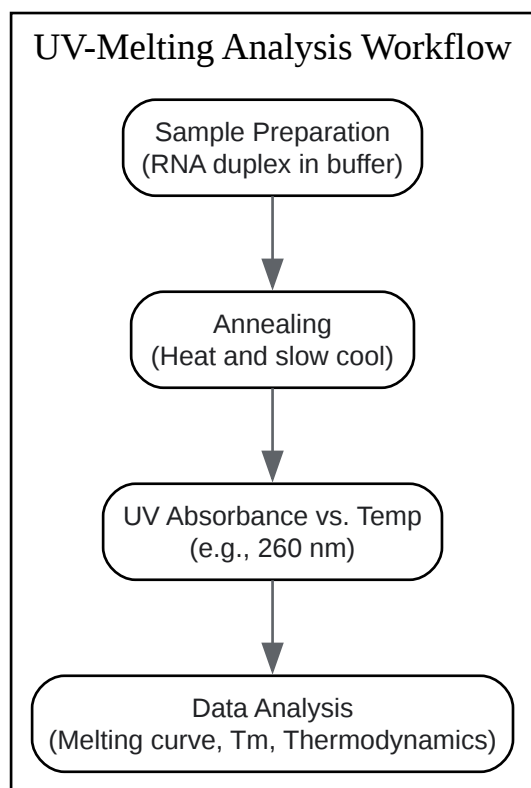 UV-Melting Analysis Workflow
Sample Preparation
(RNA duplex in buffer)
Annealing
(Heat and slow cool)
UV Absorbance vs. Temp
(e.g., 260 nm)
Data Analysis
(Melting curve, Tm, Thermodynamics)